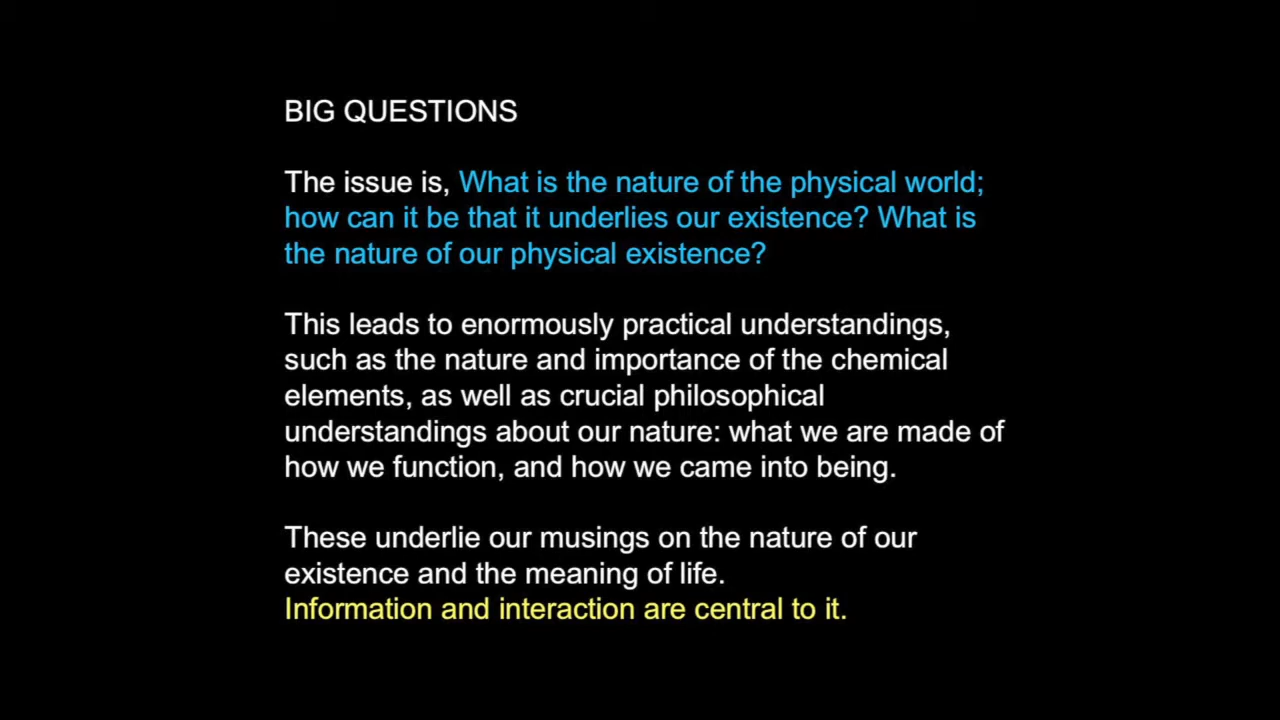 BIG QUESTIONS
The issue is, What is the nature of the physical world;
how can it be that it underlies our existence? What is
the nature of our physical existence?
This leads to enormously practical understandings,
such as the nature and importance of the chemical
elements, as well as crucial philosophical
understandings about our nature: what we are made of
how we function, and how we came into being.
These underlie our musings on the nature of our
existence and the meaning of life.
Information and interaction are central to it.